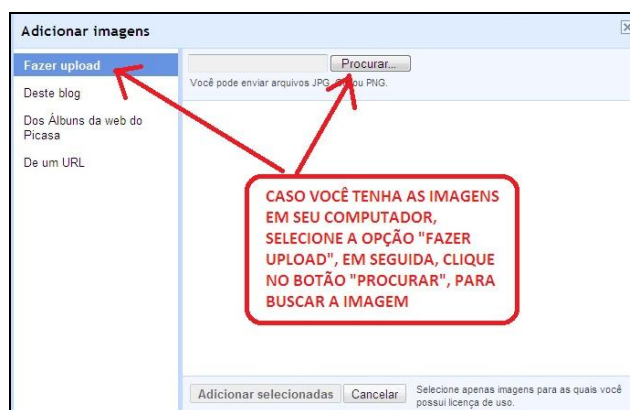 Adicionar imagens
Fazer upload
Procurar...
Você pode enviar arquivos JPG, ou PNG.
Deste blog
Dos Álbuns da web do
Picasa
De um URL
CASO VOCÊ TENHA AS IMAGENS
EM SEU COMPUTADOR,
SELECIONE A OPÇÃO "FAZER
UPLOAD", EM SEGUIDA, CLIQUE
NO BOTÃO "PROCURAR", PARA
BUSCAR A IMAGEM
Adicionar selecionadas
Cancelar
Selecione apenas imagens para as quais você
possui licença de uso.